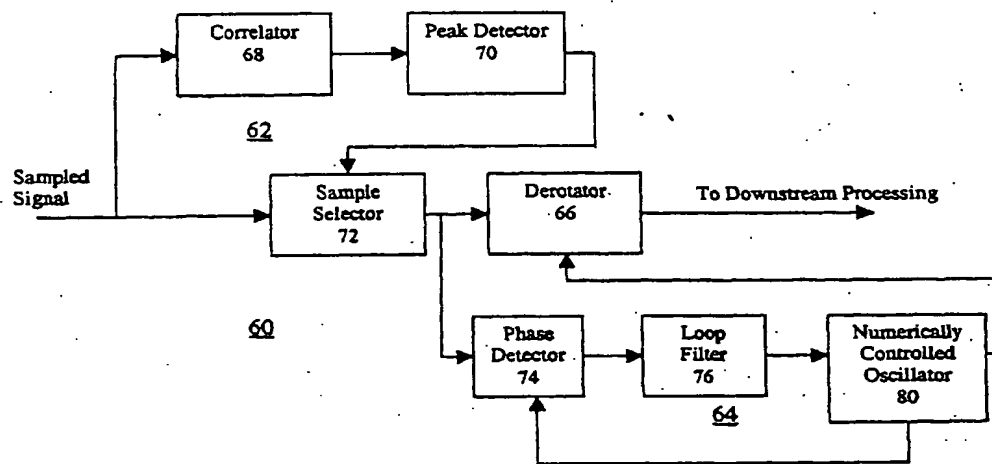 Correlator
68
Peak Detector
70
62
Sampled
Signal
Sample
Selector
72
Derotator
66
To Downstream Processing
60
Phase
Detector
74
Loop
Filter
76
Numerically
Controlled
Oscillator
80
64